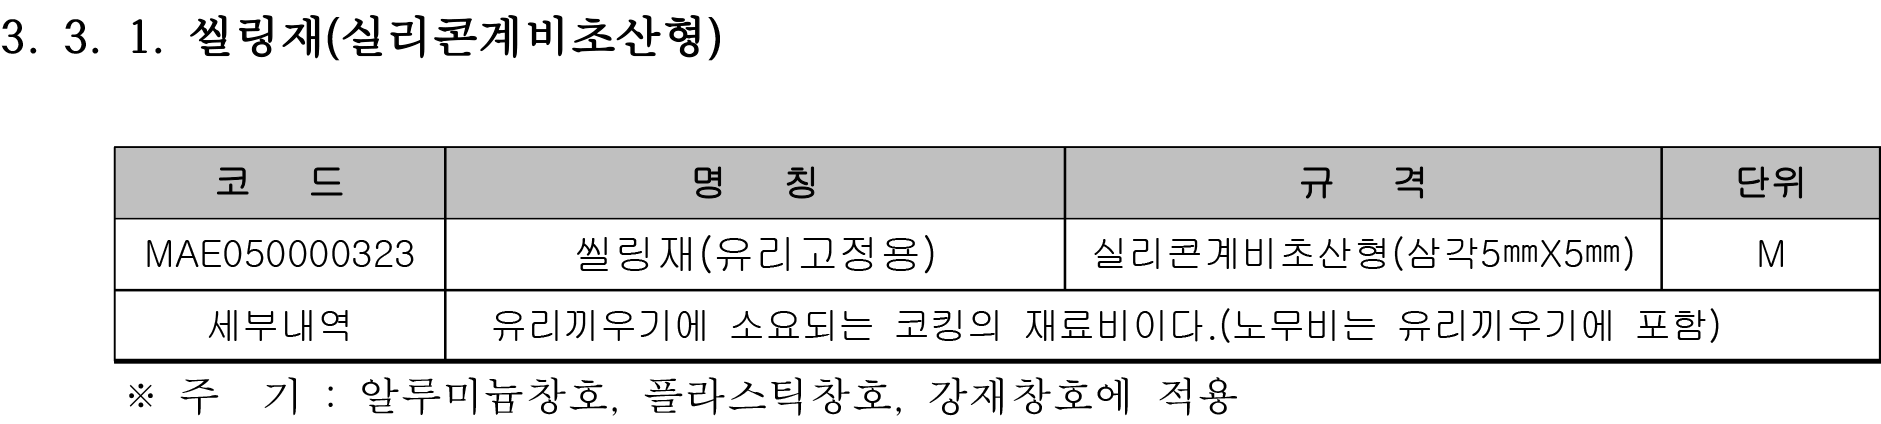 3. 3. 1. 씰링재(실리콘계비초산형)
코 드 명 칭 규 격 단위
MAE050000323 씰링재(유리고정용) 실리콘계비초산형(삼각5㎜X5㎜) M
세부내역 유리끼우기에 소요되는 코킹의 재료비이다.(노무비는 유리끼우기에 포함)
※ 주 기 : 알루미늄창호, 플라스틱창호, 강재창호에 적용